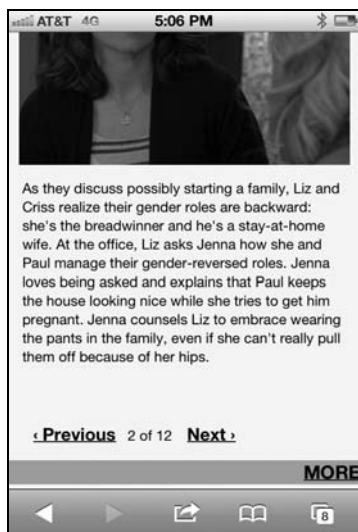 AT&T 4G 5:06 PM
As they discuss possibly starting a family, Liz and
Criss realize their gender roles are backward:
she's the breadwinner and he's a stay-at-home
wife. At the office, Liz asks Jenna how she and
Paul manage their gender-reversed roles. Jenna
loves being asked and explains that Paul keeps
the house looking nice while she tries to get him
pregnant. Jenna counsels Liz to embrace wearing
the pants in the family, even if she can't really pull
them off because of her hips.
‹ Previous 2 of 12 Next ›
MORE
8